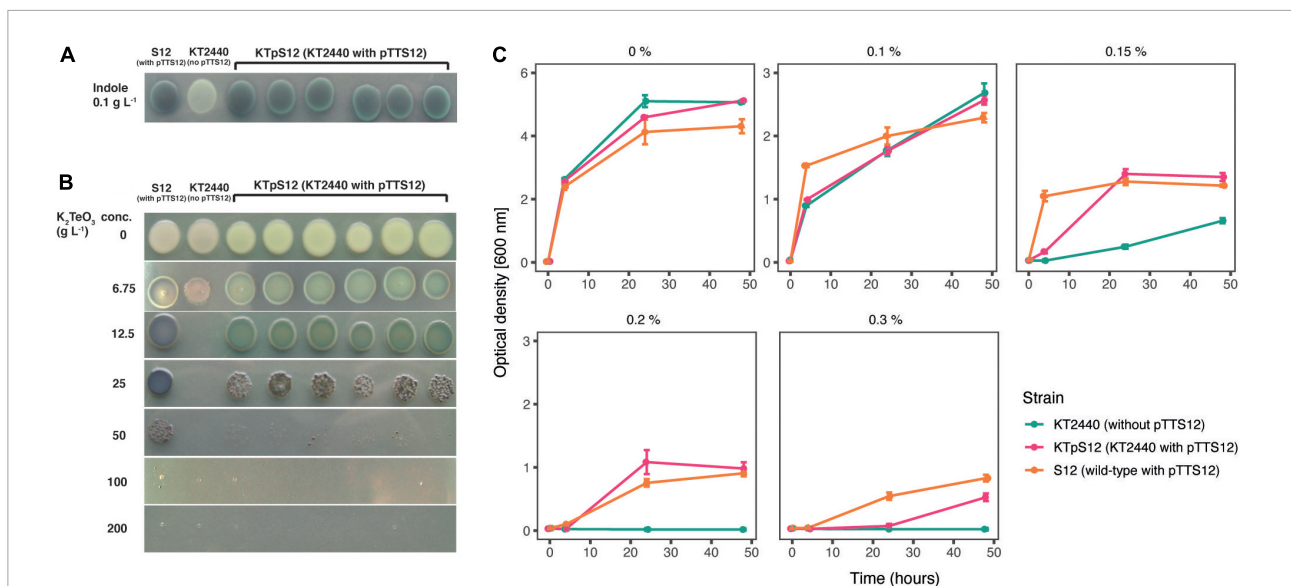 A
S12
(with pTTS12)
KT2440
(no pTTS12)
KTpS12 (KT2440 with pTTS12)
Indole
0.1 g L⁻¹
B
S12
(with pTTS12)
KT2440
(no pTTS12)
KTpS12 (KT2440 with pTTS12)
K₂TeO₃ conc.
(g L⁻¹)
0
6.75
12.5
25
50
100
200
C
Optical density [600 nm]
0 %
6
4
2
0
0 10 20 30 40 50
0.1 %
3
2
1
0
0 10 20 30 40 50
0.15 %
0 10 20 30 40 50
0.2 %
3
2
1
0
0 10 20 30 40 50
0.3 %
0 10 20 30 40 50
Time (hours)
Strain
KT2440 (without pTTS12)
KTpS12 (KT2440 with pTTS12)
S12 (wild-type with pTTS12)